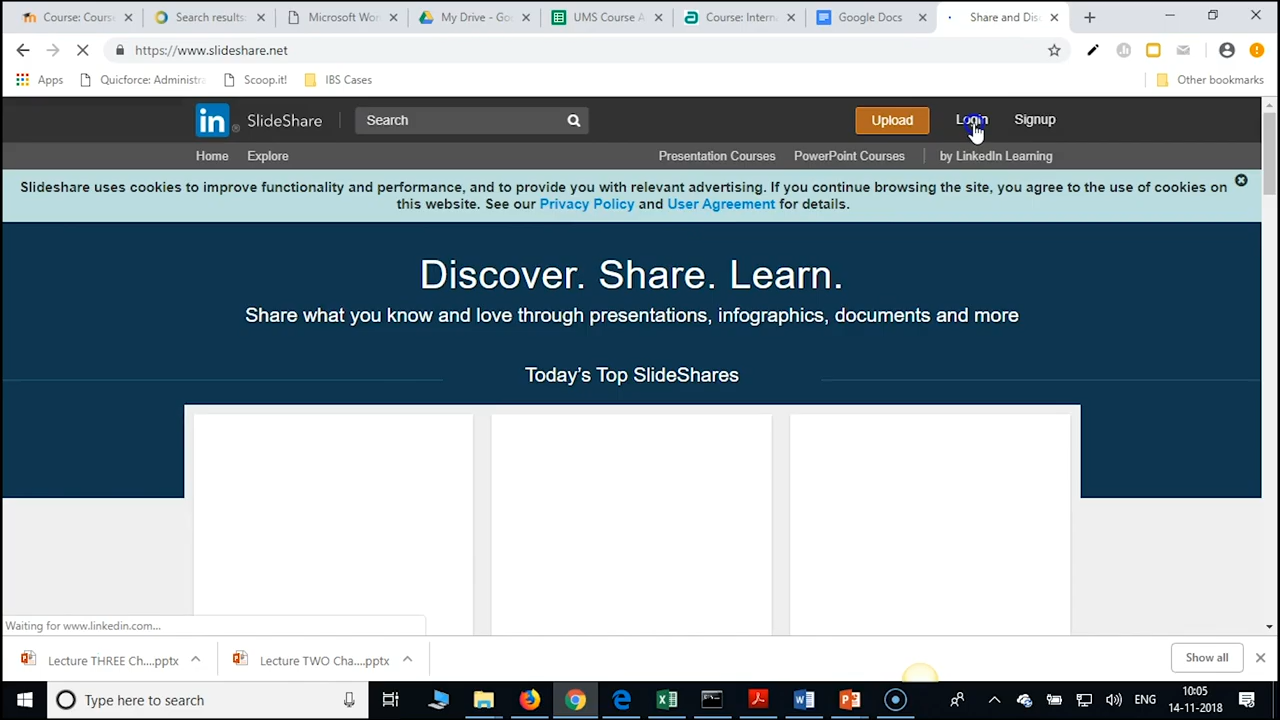 Course: Cours
Search results:
Microsoft Wor
My Drive - Go
UMS Course A
Course: Intern
Google Docs
Share and Disc
https://www.slideshare.net
Apps
Quicforce: Administra
Scoop.it!
IBS Cases
Other bookmarks
in SlideShare
Search
Upload
Login
Signup
Home
Explore
Presentation Courses
PowerPoint Courses
by LinkedIn Learning
Slideshare uses cookies to improve functionality and performance, and to provide you with relevant advertising. If you continue browsing the site, you agree to the use of cookies on
this website. See our Privacy Policy and User Agreement for details.
Discover. Share. Learn.
Share what you know and love through presentations, infographics, documents and more
Today's Top SlideShares
Waiting for www.linkedin.com...
Lecture THREE Ch....pptx
Lecture TWO Cha....pptx
Show all
Type here to search
ENG
10:05
14-11-2018